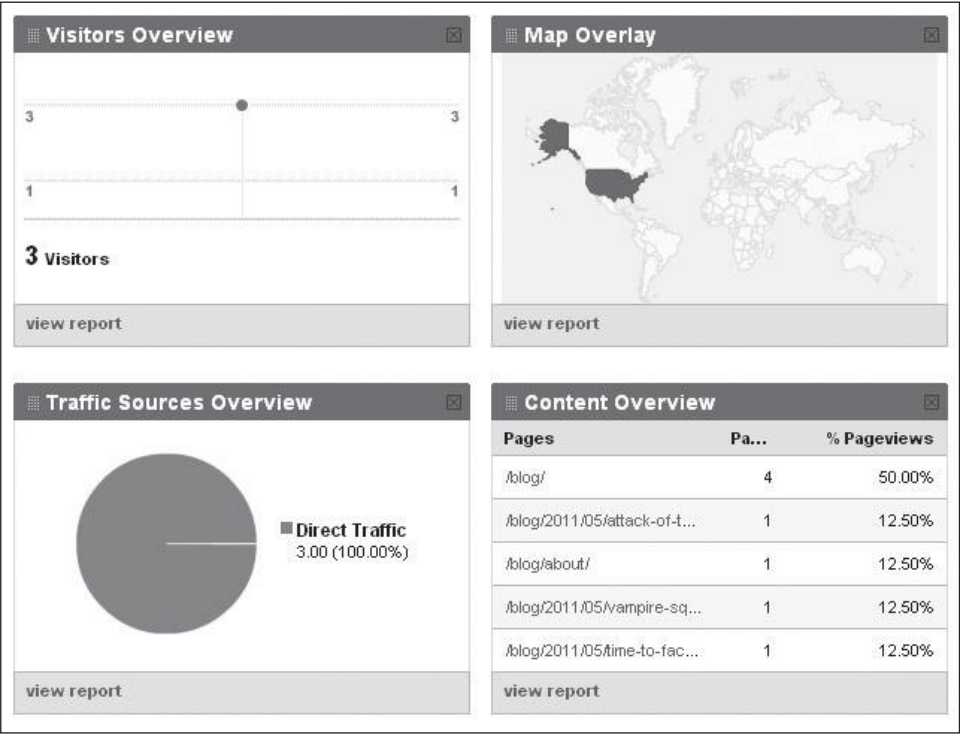 Visitors Overview
3 3
1 1
3 Visitors
view report
Map Overlay
view report
Traffic Sources Overview
Direct Traffic
3.00 (100.00%)
view report
Content Overview
Pages Pa... % Pageviews
/blog/ 4 50.00%
/blog/2011/05/attack-of-t... 1 12.50%
/blog/about/ 1 12.50%
/blog/2011/05/vampire-sq... 1 12.50%
/blog/2011/05/time-to-fac... 1 12.50%
view report